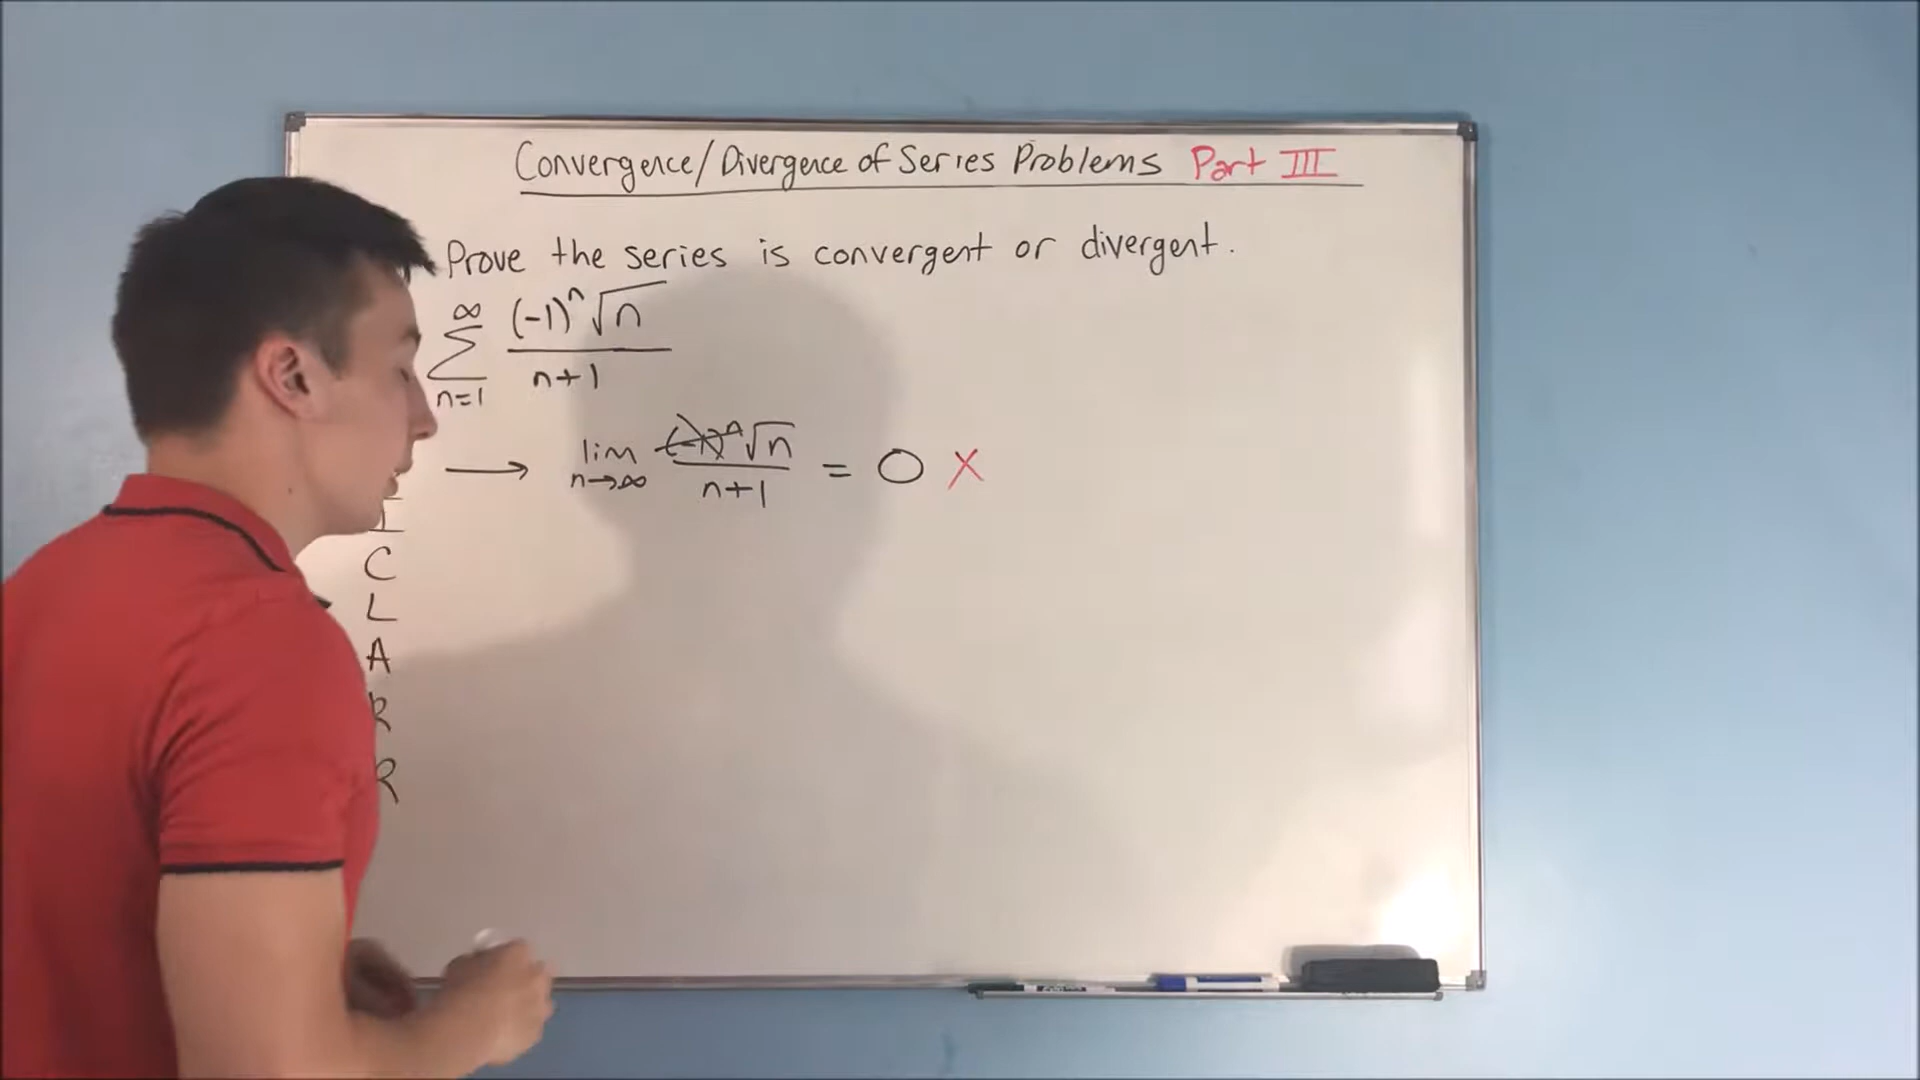 Convergence/Divergence of Series Problems Part III
Prove the series is convergent or divergent.
∞
Σ (-1)ⁿ√n / n+1
n=1
→ lim n→∞ (-1)ⁿ√n / n+1 = 0 X
I
C
L
A
R
R
EXPO